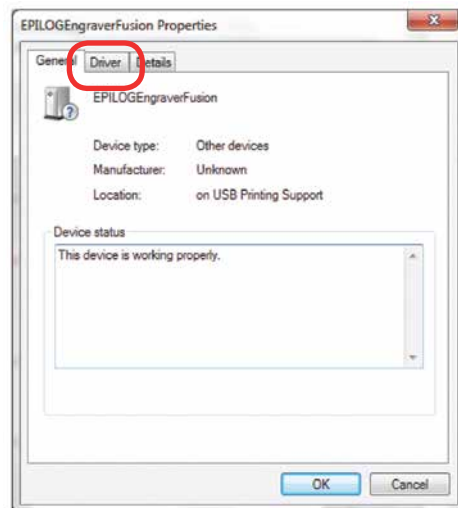 EPILOGEngraverFusion Properties
General Driver Details
EPILOGEngraverFusion
Device type: Other devices
Manufacturer: Unknown
Location: on USB Printing Support
Device status
This device is working properly.
OK Cancel